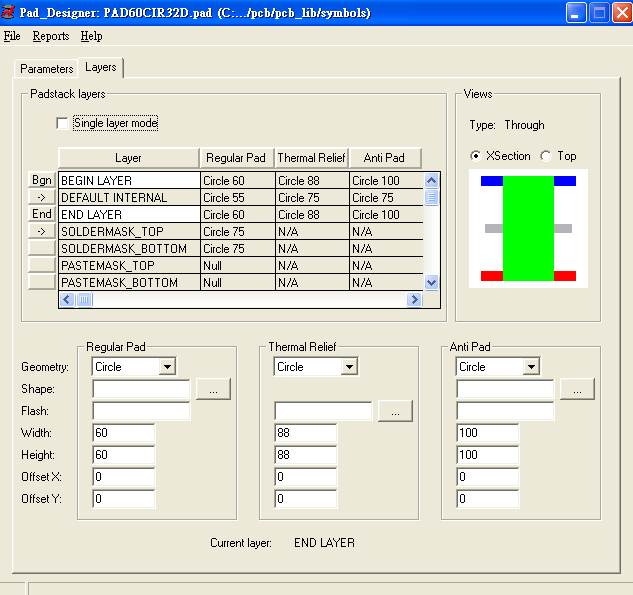 Pad_Designer: PAD60CIR32D.pad (C:.../pcb/pcb_lib/symbols)
File Reports Help
Parameters Layers
Padstack layers
Single layer mode
Layer Regular Pad Thermal Relief Anti Pad
Bgn BEGIN LAYER Circle 60 Circle 88 Circle 100
-> DEFAULT INTERNAL Circle 55 Circle 75 Circle 75
End END LAYER Circle 60 Circle 88 Circle 100
-> SOLDERMASK_TOP Circle 75 N/A N/A
SOLDERMASK_BOTTOM Circle 75 N/A N/A
PASTEMASK_TOP Null N/A N/A
PASTEMASK_BOTTOM Null N/A N/A
Views
Type: Through
XSection Top
Regular Pad Thermal Relief Anti Pad
Geometry: Circle Circle Circle
Shape: ... ...
Flash: ...
Width: 60 88 100
Height: 60 88 100
Offset X: 0 0 0
Offset Y: 0 0 0
Current layer: END LAYER